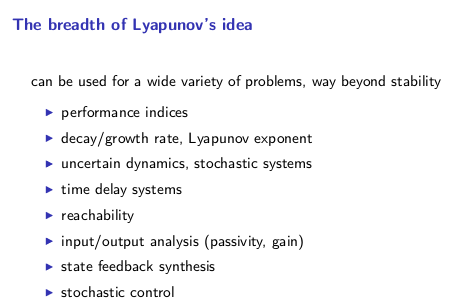 The breadth of Lyapunov's idea
can be used for a wide variety of problems, way beyond stability
▶ performance indices
▶ decay/growth rate, Lyapunov exponent
▶ uncertain dynamics, stochastic systems
▶ time delay systems
▶ reachability
▶ input/output analysis (passivity, gain)
▶ state feedback synthesis
▶ stochastic control